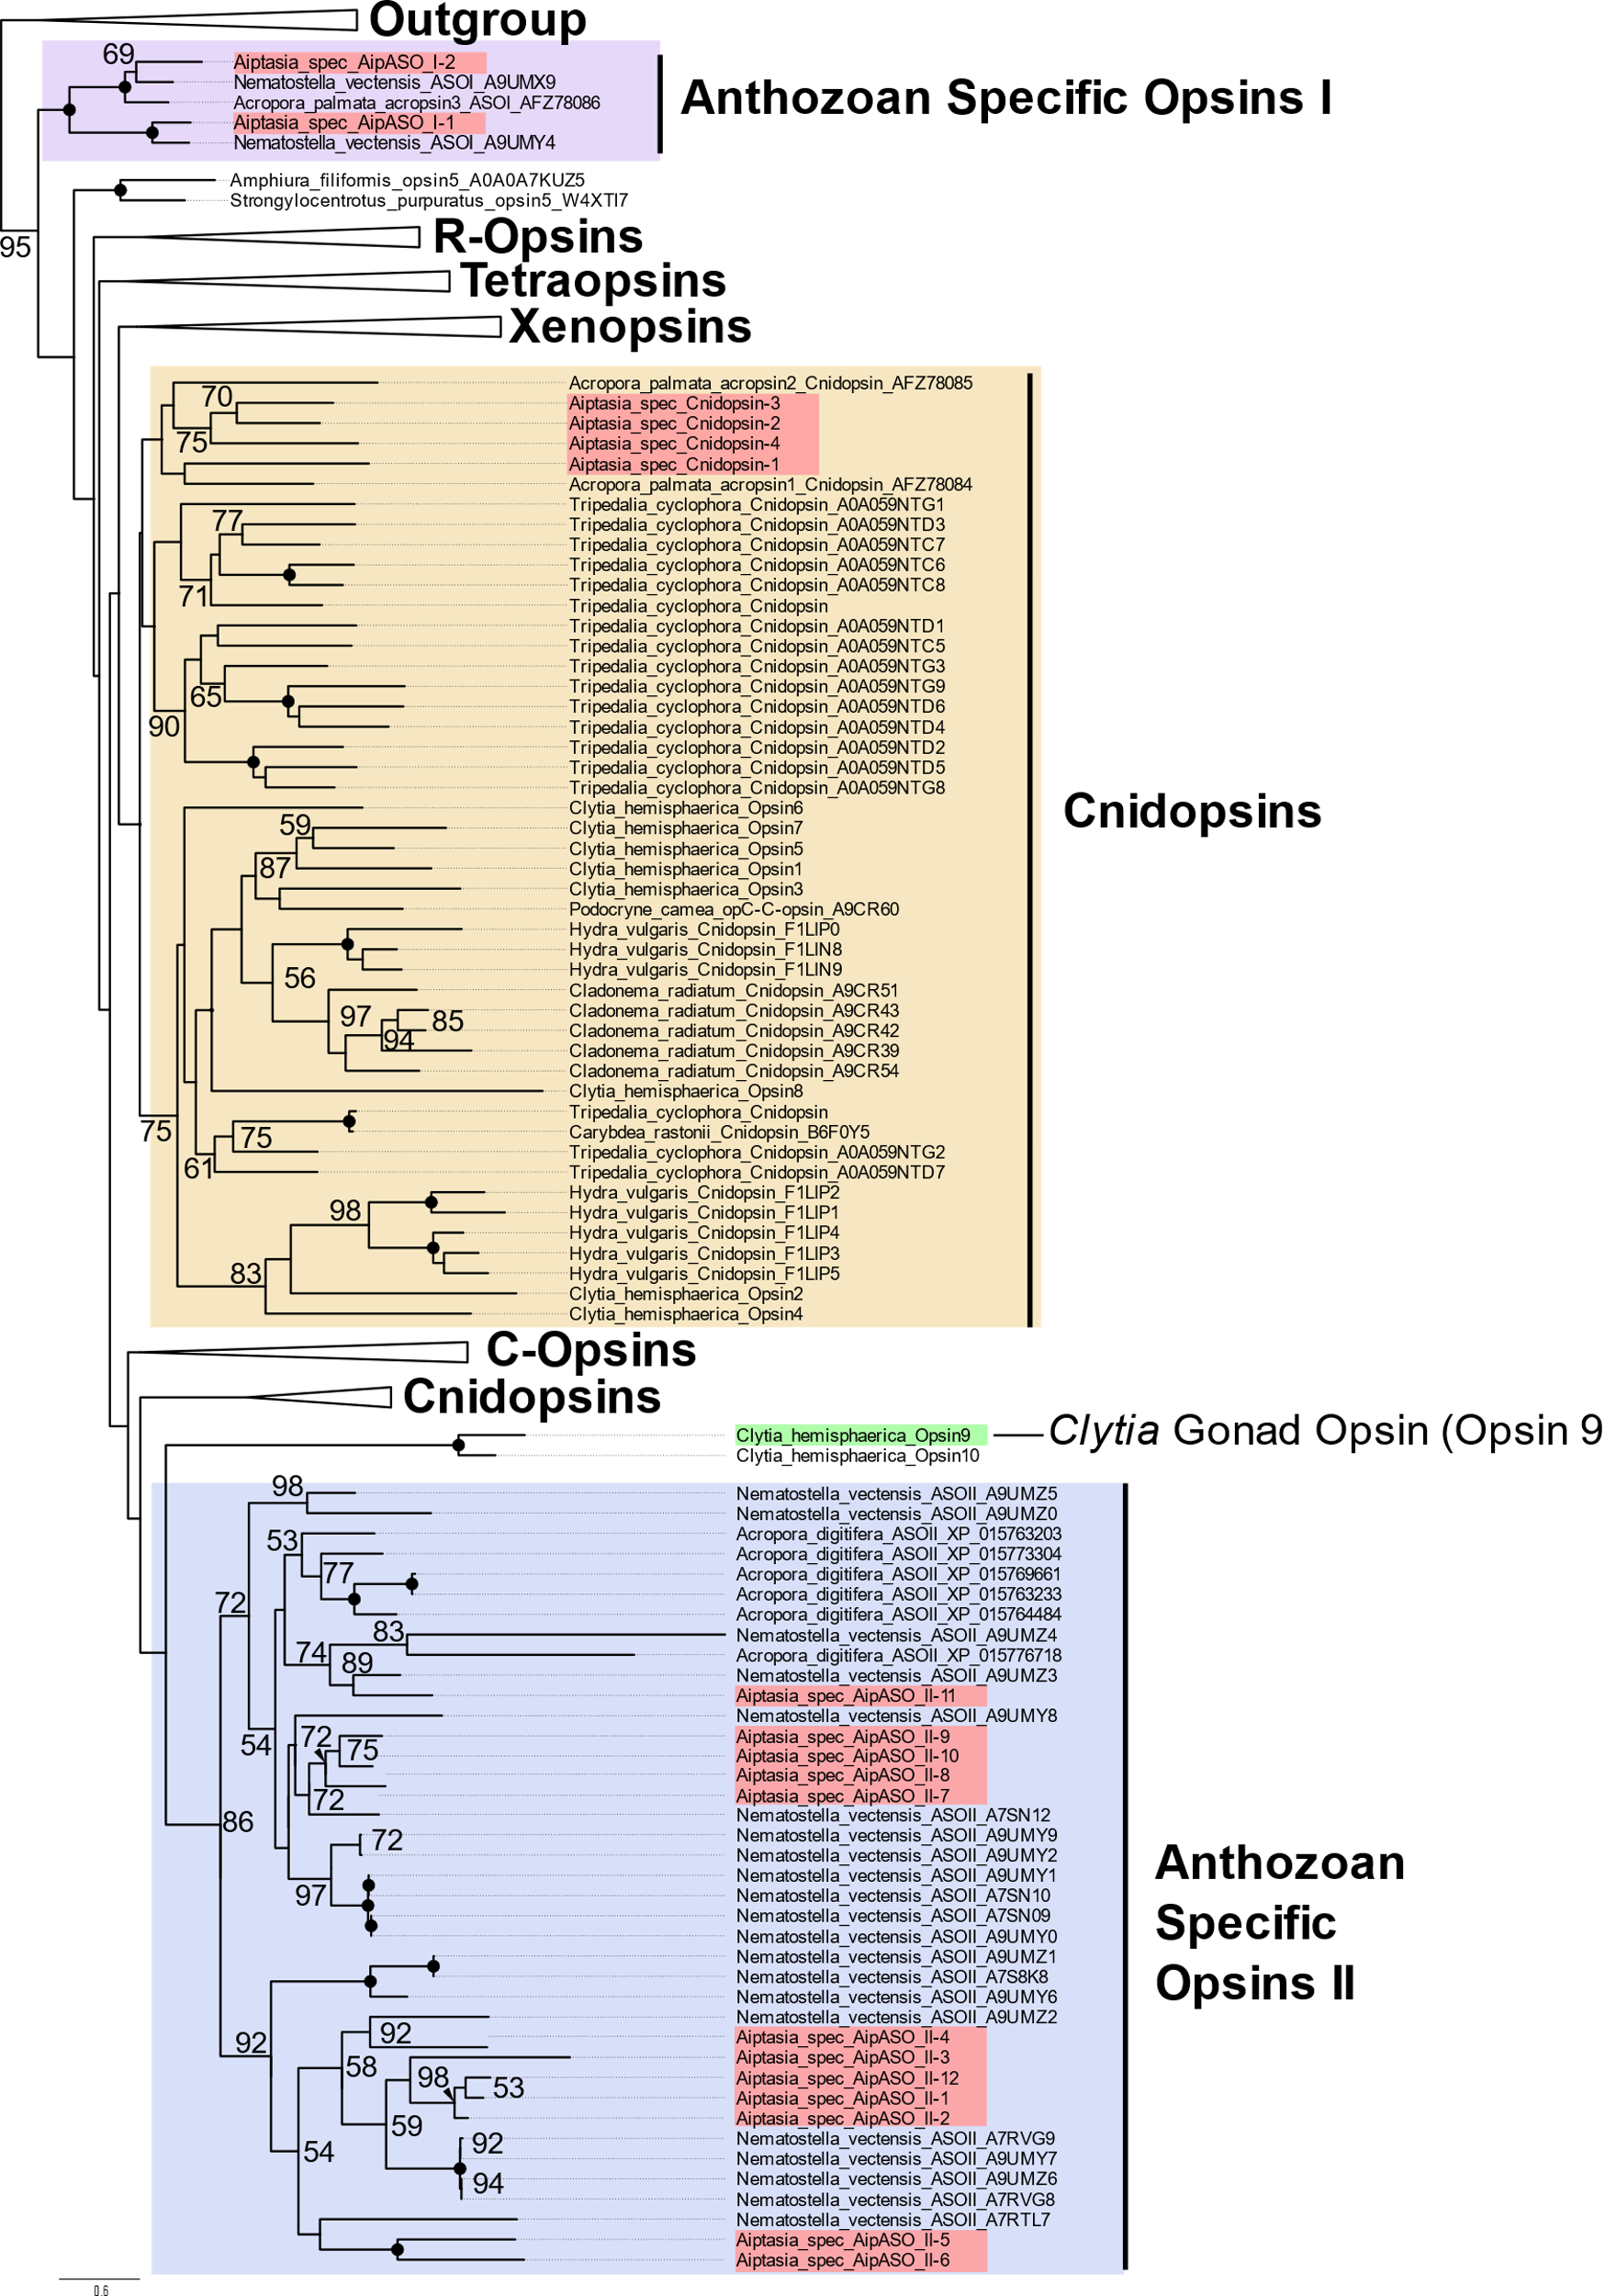 Outgroup
69
Aiptasia_spec_AipASO_I-2
Nematostella_vectensis_ASOI_A9UMX9
Acropora_palmata_acropsin3_ASOI_AFZ78086
Aiptasia_spec_AipASO_I-1
Nematostella_vectensis_ASOI_A9UMY4
Anthozoan Specific Opsins I
Amphiura_filiformis_opsin5_A0A0A7KUZ5
Strongylocentrotus_purpuratus_opsin5_W4XTI7
95
R-Opsins
Tetraopsins
Xenopsins
Acropora_palmata_acropsin2_Cnidopsin_AFZ78085
70
Aiptasia_spec_Cnidopsin-3
Aiptasia_spec_Cnidopsin-2
75
Aiptasia_spec_Cnidopsin-4
Aiptasia_spec_Cnidopsin-1
Acropora_palmata_acropsin1_Cnidopsin_AFZ78084
Tripedalia_cyclophora_Cnidopsin_A0A059NTG1
77
Tripedalia_cyclophora_Cnidopsin_A0A059NTD3
Tripedalia_cyclophora_Cnidopsin_A0A059NTC7
Tripedalia_cyclophora_Cnidopsin_A0A059NTC6
Tripedalia_cyclophora_Cnidopsin_A0A059NTC8
71
Tripedalia_cyclophora_Cnidopsin
Tripedalia_cyclophora_Cnidopsin_A0A059NTD1
Tripedalia_cyclophora_Cnidopsin_A0A059NTC5
Tripedalia_cyclophora_Cnidopsin_A0A059NTG3
65
Tripedalia_cyclophora_Cnidopsin_A0A059NTG9
Tripedalia_cyclophora_Cnidopsin_A0A059NTD6
90
Tripedalia_cyclophora_Cnidopsin_A0A059NTD4
Tripedalia_cyclophora_Cnidopsin_A0A059NTD2
Tripedalia_cyclophora_Cnidopsin_A0A059NTD5
Tripedalia_cyclophora_Cnidopsin_A0A059NTG8
Clytia_hemisphaerica_Opsin6
59
Clytia_hemisphaerica_Opsin7
Clytia_hemisphaerica_Opsin5
87
Clytia_hemisphaerica_Opsin1
Clytia_hemisphaerica_Opsin3
Podocryne_carnea_opC-C-opsin_A9CR60
Hydra_vulgaris_Cnidopsin_F1LIP0
Hydra_vulgaris_Cnidopsin_F1LIN8
56
Hydra_vulgaris_Cnidopsin_F1LIN9
Cladonema_radiatum_Cnidopsin_A9CR51
97
Cladonema_radiatum_Cnidopsin_A9CR43
85
Cladonema_radiatum_Cnidopsin_A9CR42
94
Cladonema_radiatum_Cnidopsin_A9CR39
Cladonema_radiatum_Cnidopsin_A9CR54
Clytia_hemisphaerica_Opsin8
Tripedalia_cyclophora_Cnidopsin
75
75
Carybdea_rastonii_Cnidopsin_B6F0Y5
Tripedalia_cyclophora_Cnidopsin_A0A059NTG2
61
Tripedalia_cyclophora_Cnidopsin_A0A059NTD7
Hydra_vulgaris_Cnidopsin_F1LIP2
98
Hydra_vulgaris_Cnidopsin_F1LIP1
Hydra_vulgaris_Cnidopsin_F1LIP4
Hydra_vulgaris_Cnidopsin_F1LIP3
83
Hydra_vulgaris_Cnidopsin_F1LIP5
Clytia_hemisphaerica_Opsin2
Clytia_hemisphaerica_Opsin4
Cnidopsins
C-Opsins
Cnidopsins
Clytia_hemisphaerica_Opsin9
Clytia Gonad Opsin (Opsin 9
Clytia_hemisphaerica_Opsin10
98
Nematostella_vectensis_ASOII_A9UMZ5
Nematostella_vectensis_ASOII_A9UMZ0
53
Acropora_digitifera_ASOII_XP_015763203
Acropora_digitifera_ASOII_XP_015773304
77
Acropora_digitifera_ASOII_XP_015769661
Acropora_digitifera_ASOII_XP_015763233
72
Acropora_digitifera_ASOII_XP_015764484
83
Nematostella_vectensis_ASOII_A9UMZ4
74
Acropora_digitifera_ASOII_XP_015776718
89
Nematostella_vectensis_ASOII_A9UMZ3
Aiptasia_spec_AipASO_II-11
Nematostella_vectensis_ASOII_A9UMY8
54
72
Aiptasia_spec_AipASO_II-9
75
Aiptasia_spec_AipASO_II-10
Aiptasia_spec_AipASO_II-8
72
Aiptasia_spec_AipASO_II-7
86
Nematostella_vectensis_ASOII_A7SN12
72
Nematostella_vectensis_ASOII_A9UMY9
Nematostella_vectensis_ASOII_A9UMY2
Nematostella_vectensis_ASOII_A9UMY1
97
Nematostella_vectensis_ASOII_A7SN10
Nematostella_vectensis_ASOII_A7SN09
Nematostella_vectensis_ASOII_A9UMY0
Nematostella_vectensis_ASOII_A9UMZ1
Nematostella_vectensis_ASOII_A7S8K8
Nematostella_vectensis_ASOII_A9UMY6
Nematostella_vectensis_ASOII_A9UMZ2
92
92
Aiptasia_spec_AipASO_II-4
58
Aiptasia_spec_AipASO_II-3
98
Aiptasia_spec_AipASO_II-12
53
Aiptasia_spec_AipASO_II-1
59
Aiptasia_spec_AipASO_II-2
92
Nematostella_vectensis_ASOII_A7RVG9
54
Nematostella_vectensis_ASOII_A9UMY7
94
Nematostella_vectensis_ASOII_A9UMZ6
Nematostella_vectensis_ASOII_A7RVG8
Nematostella_vectensis_ASOII_A7RTL7
Aiptasia_spec_AipASO_II-5
Aiptasia_spec_AipASO_II-6
Anthozoan
Specific
Opsins II
0.6